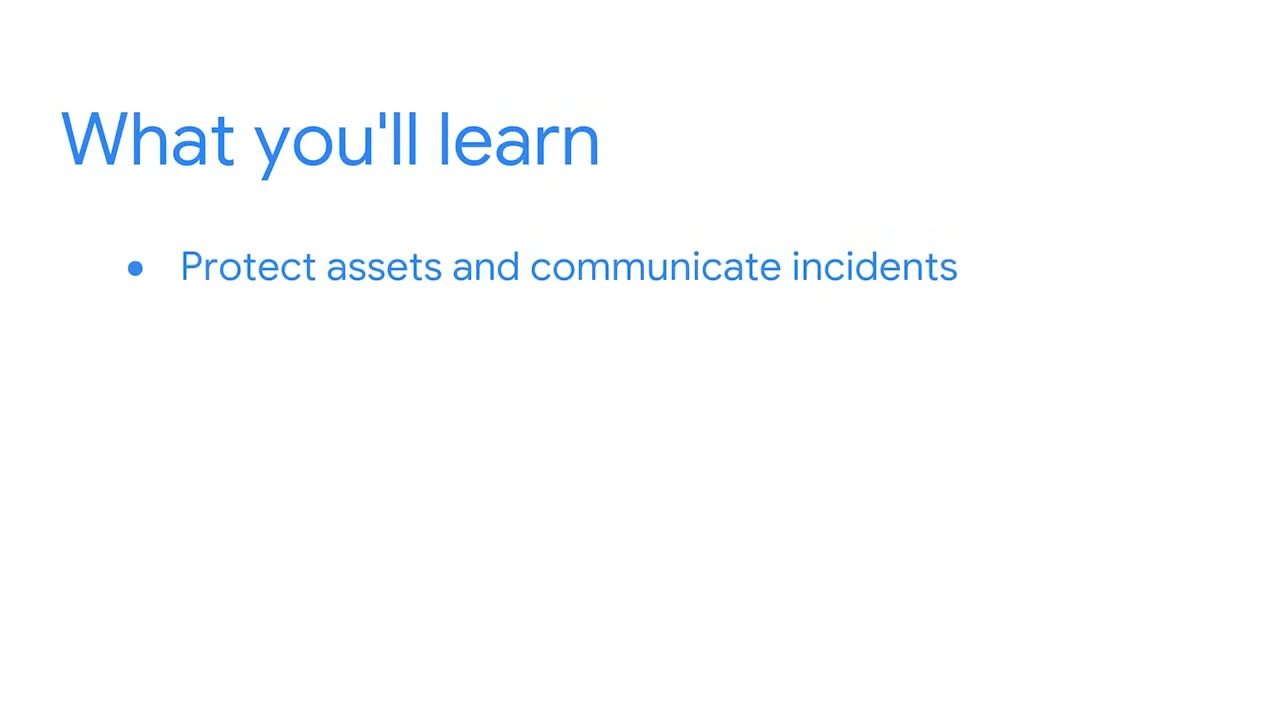 What you'll learn
● Protect assets and communicate incidents